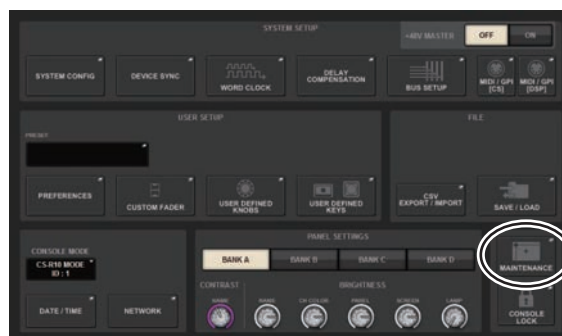 SYSTEM SETUP
+48V MASTER
OFF
ON
SYSTEM CONFIG
DEVICE SYNC
WORD CLOCK
DELAY
COMPENSATION
BUS SETUP
MIDI / GPI
[CS]
MIDI / GPI
[DSP]
USER SETUP
PRESET
PREFERENCES
CUSTOM FADER
USER DEFINED
KNOBS
USER DEFINED
KEYS
FILE
CSV
EXPORT / IMPORT
SAVE / LOAD
CONSOLE MODE
CS-R10 MODE
ID : 1
DATE / TIME
NETWORK
PANEL SETTINGS
BANK A
BANK B
BANK C
BANK D
CONTRAST
BRIGHTNESS
NAME
NAME
CH COLOR
PANEL
SCREEN
LAMP
MAINTENANCE
CONSOLE
LOCK